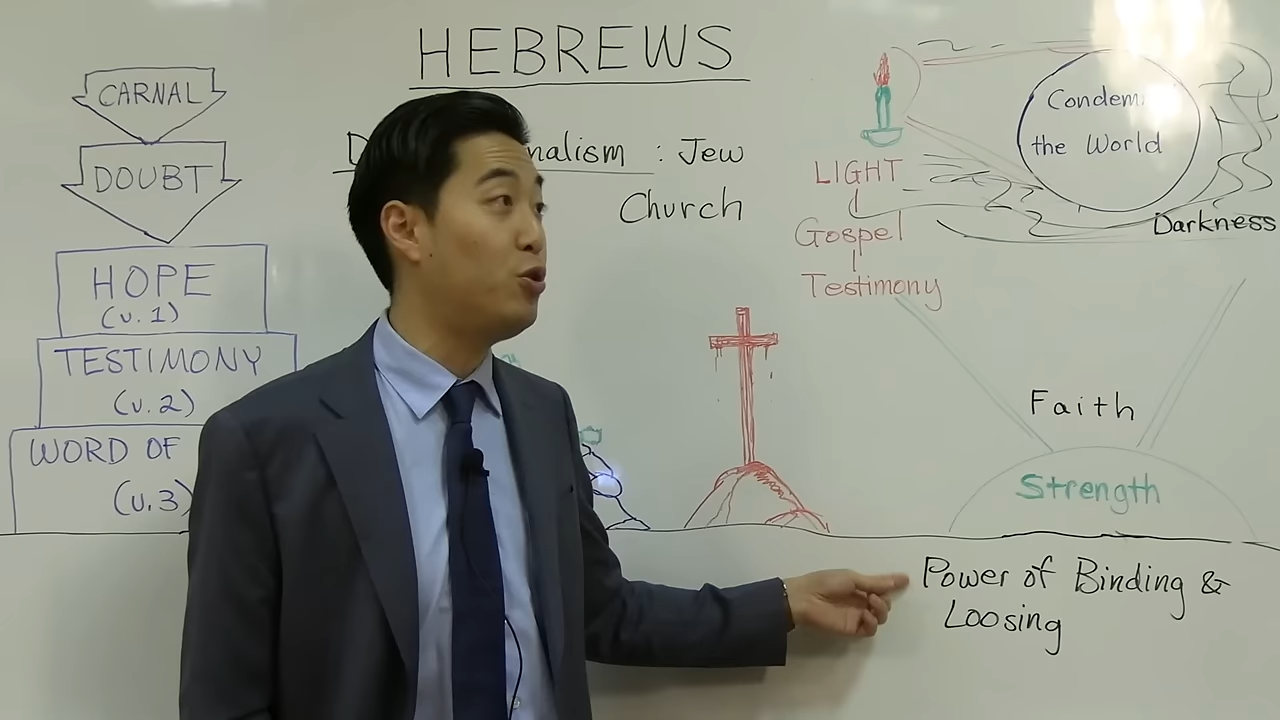 HEBREWS
CARNAL
DOUBT
HOPE
(v.1)
TESTIMONY
(v.2)
WORD OF
(v.3)
: Jew
Church
LIGHT
Gospel
Testimony
Condem
the World
Darkness
Faith
Strength
Power of Binding &
Loosing